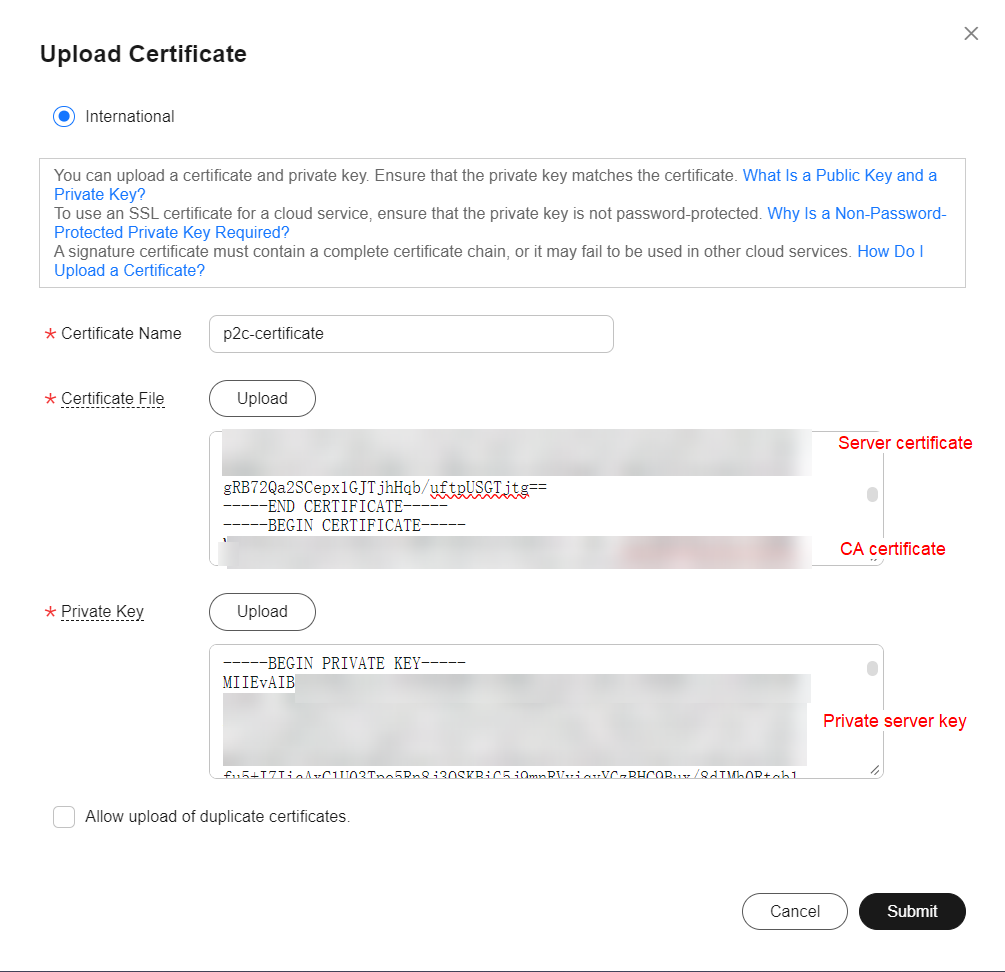 Upload Certificate
International
You can upload a certificate and private key. Ensure that the private key matches the certificate. What Is a Public Key and a
Private Key?
To use an SSL certificate for a cloud service, ensure that the private key is not password-protected. Why Is a Non-Password-
Protected Private Key Required?
A signature certificate must contain a complete certificate chain, or it may fail to be used in other cloud services. How Do I
Upload a Certificate?
* Certificate Name
p2c-certificate
* Certificate File
Upload
Server certificate
gRB72Qa2SCepx1GJTjhHqb/uftpUSGTjtg==
-----END CERTIFICATE-----
-----BEGIN CERTIFICATE-----
CA certificate
* Private Key
Upload
-----BEGIN PRIVATE KEY-----
MIIEvAIB
Private server key
Allow upload of duplicate certificates.
Cancel
Submit